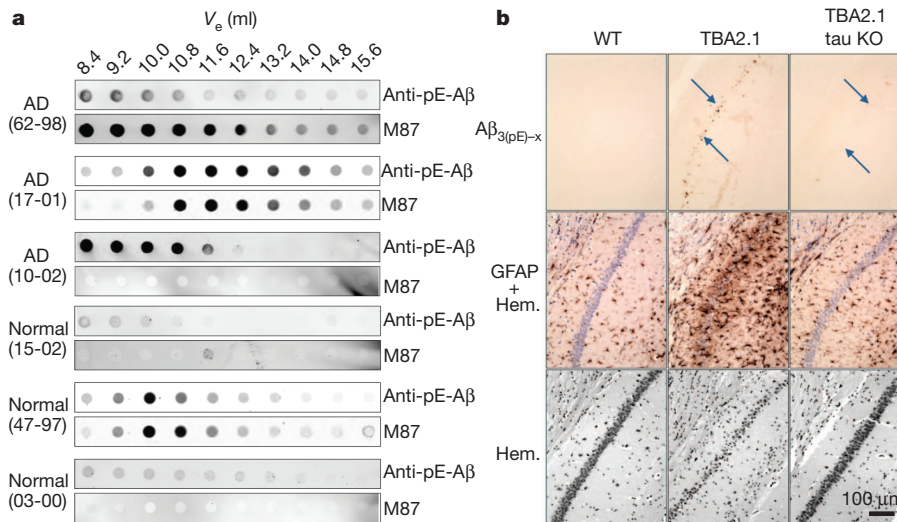 a
Vₑ (ml)
8.4 9.2 10.0 10.8 11.6 12.4 13.2 14.0 14.8 15.6
AD
(62-98)
Anti-pE-Aβ
M87
AD
(17-01)
Anti-pE-Aβ
M87
AD
(10-02)
Anti-pE-Aβ
M87
Normal
(15-02)
Anti-pE-Aβ
M87
Normal
(47-97)
Anti-pE-Aβ
M87
Normal
(03-00)
Anti-pE-Aβ
M87
b
WT
TBA2.1
TBA2.1
tau KO
Aβ3(pE)–x
GFAP
+
Hem.
Hem.
100 µm